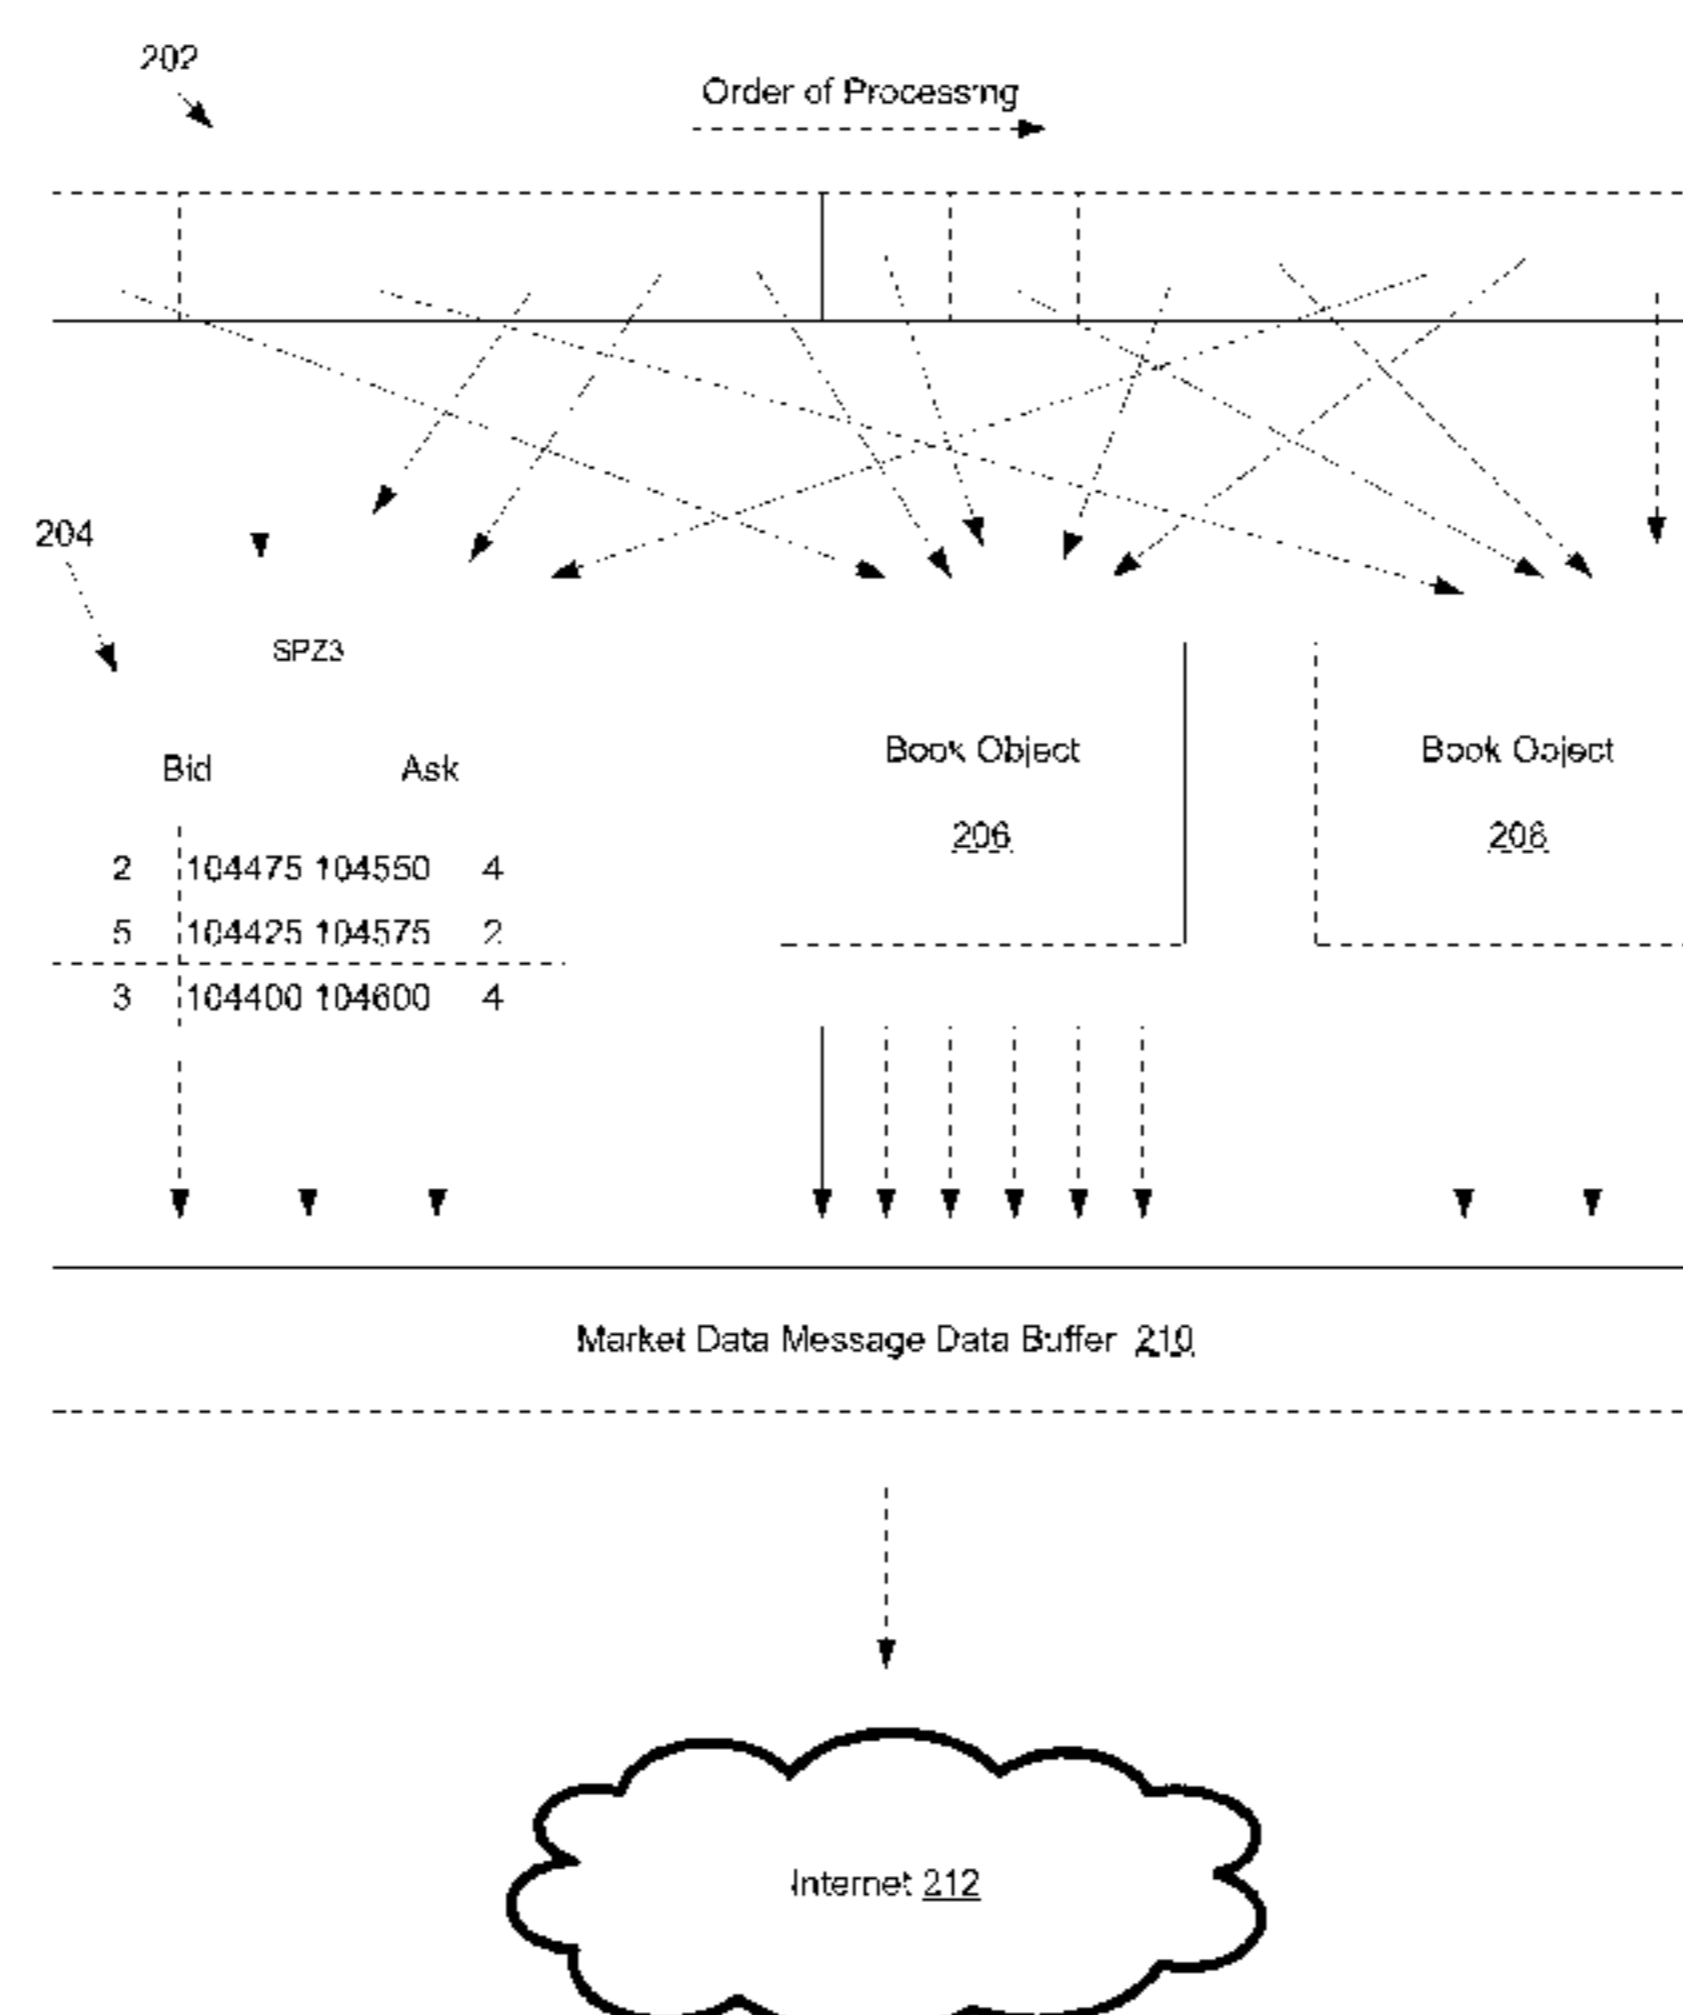 202
Order of Processing
204
SPZ3
Book Object
Book Object
Bid Ask
206
208
2 104475 104550 4
5 104425 104575 2
3 104400 104600 4
Market Data Message Data Buffer 210
Internet 212